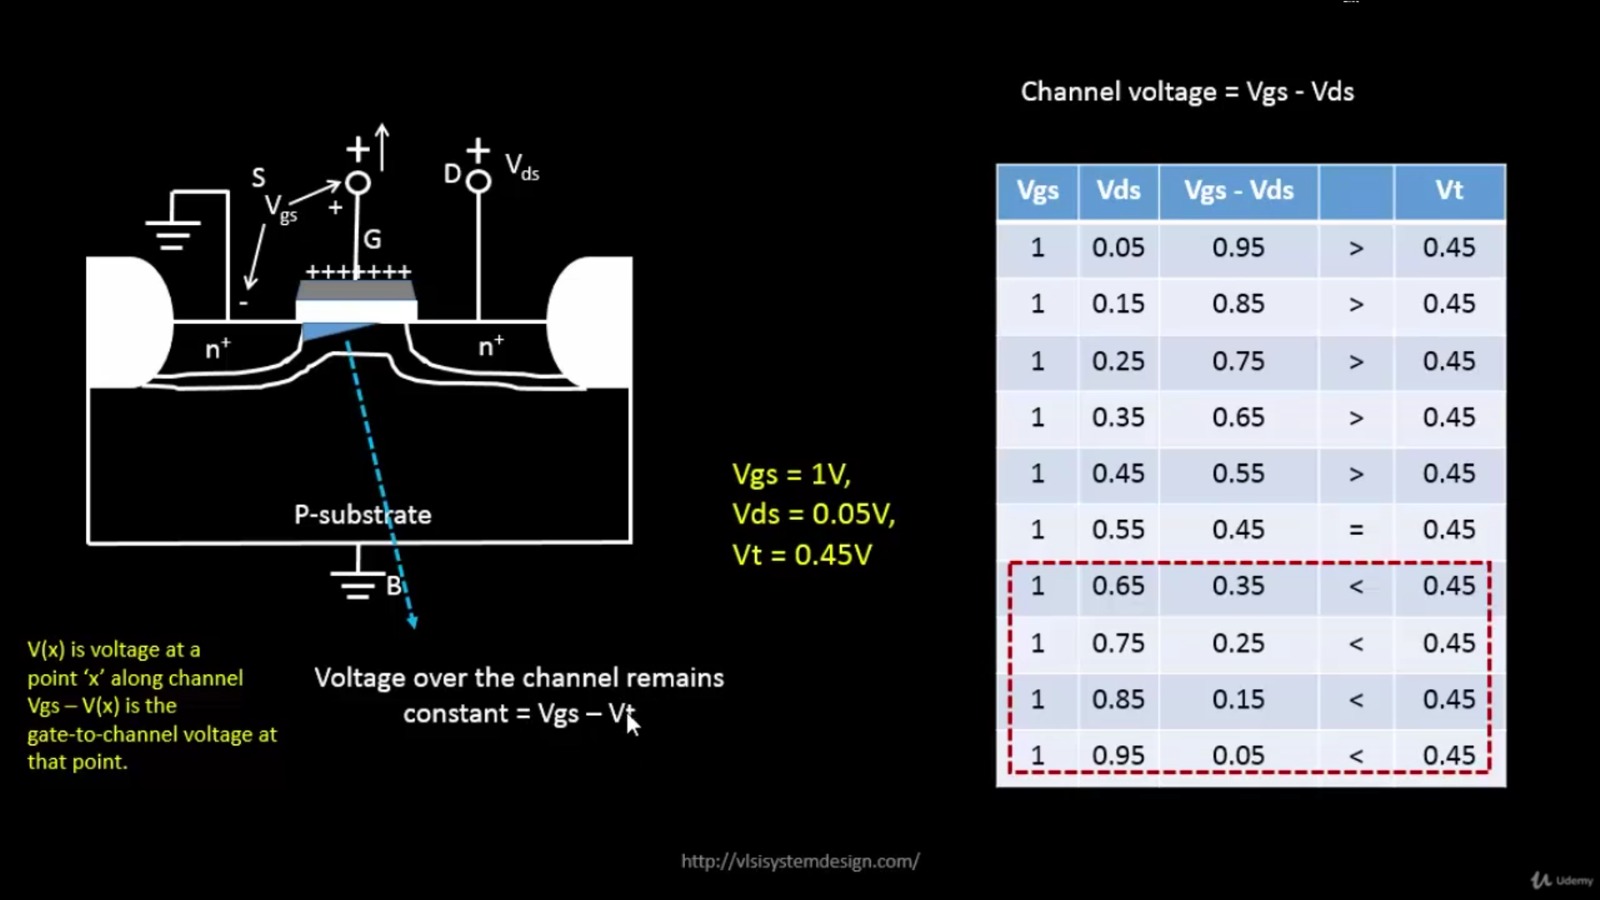 Channel voltage = Vgs - Vds
S
Vgs
+
+
-
G
+
D
Vds
+++++++
n+
n+
P-substrate
B
Vgs = 1V,
Vds = 0.05V,
Vt = 0.45V
V(x) is voltage at a
point ‘x’ along channel
Vgs – V(x) is the
gate-to-channel voltage at
that point.
Voltage over the channel remains
constant = Vgs – Vt
Vgs Vds Vgs - Vds Vt
1 0.05 0.95 > 0.45
1 0.15 0.85 > 0.45
1 0.25 0.75 > 0.45
1 0.35 0.65 > 0.45
1 0.45 0.55 > 0.45
1 0.55 0.45 = 0.45
1 0.65 0.35 < 0.45
1 0.75 0.25 < 0.45
1 0.85 0.15 < 0.45
1 0.95 0.05 < 0.45
http://vlsisystemdesign.com/
Udemy